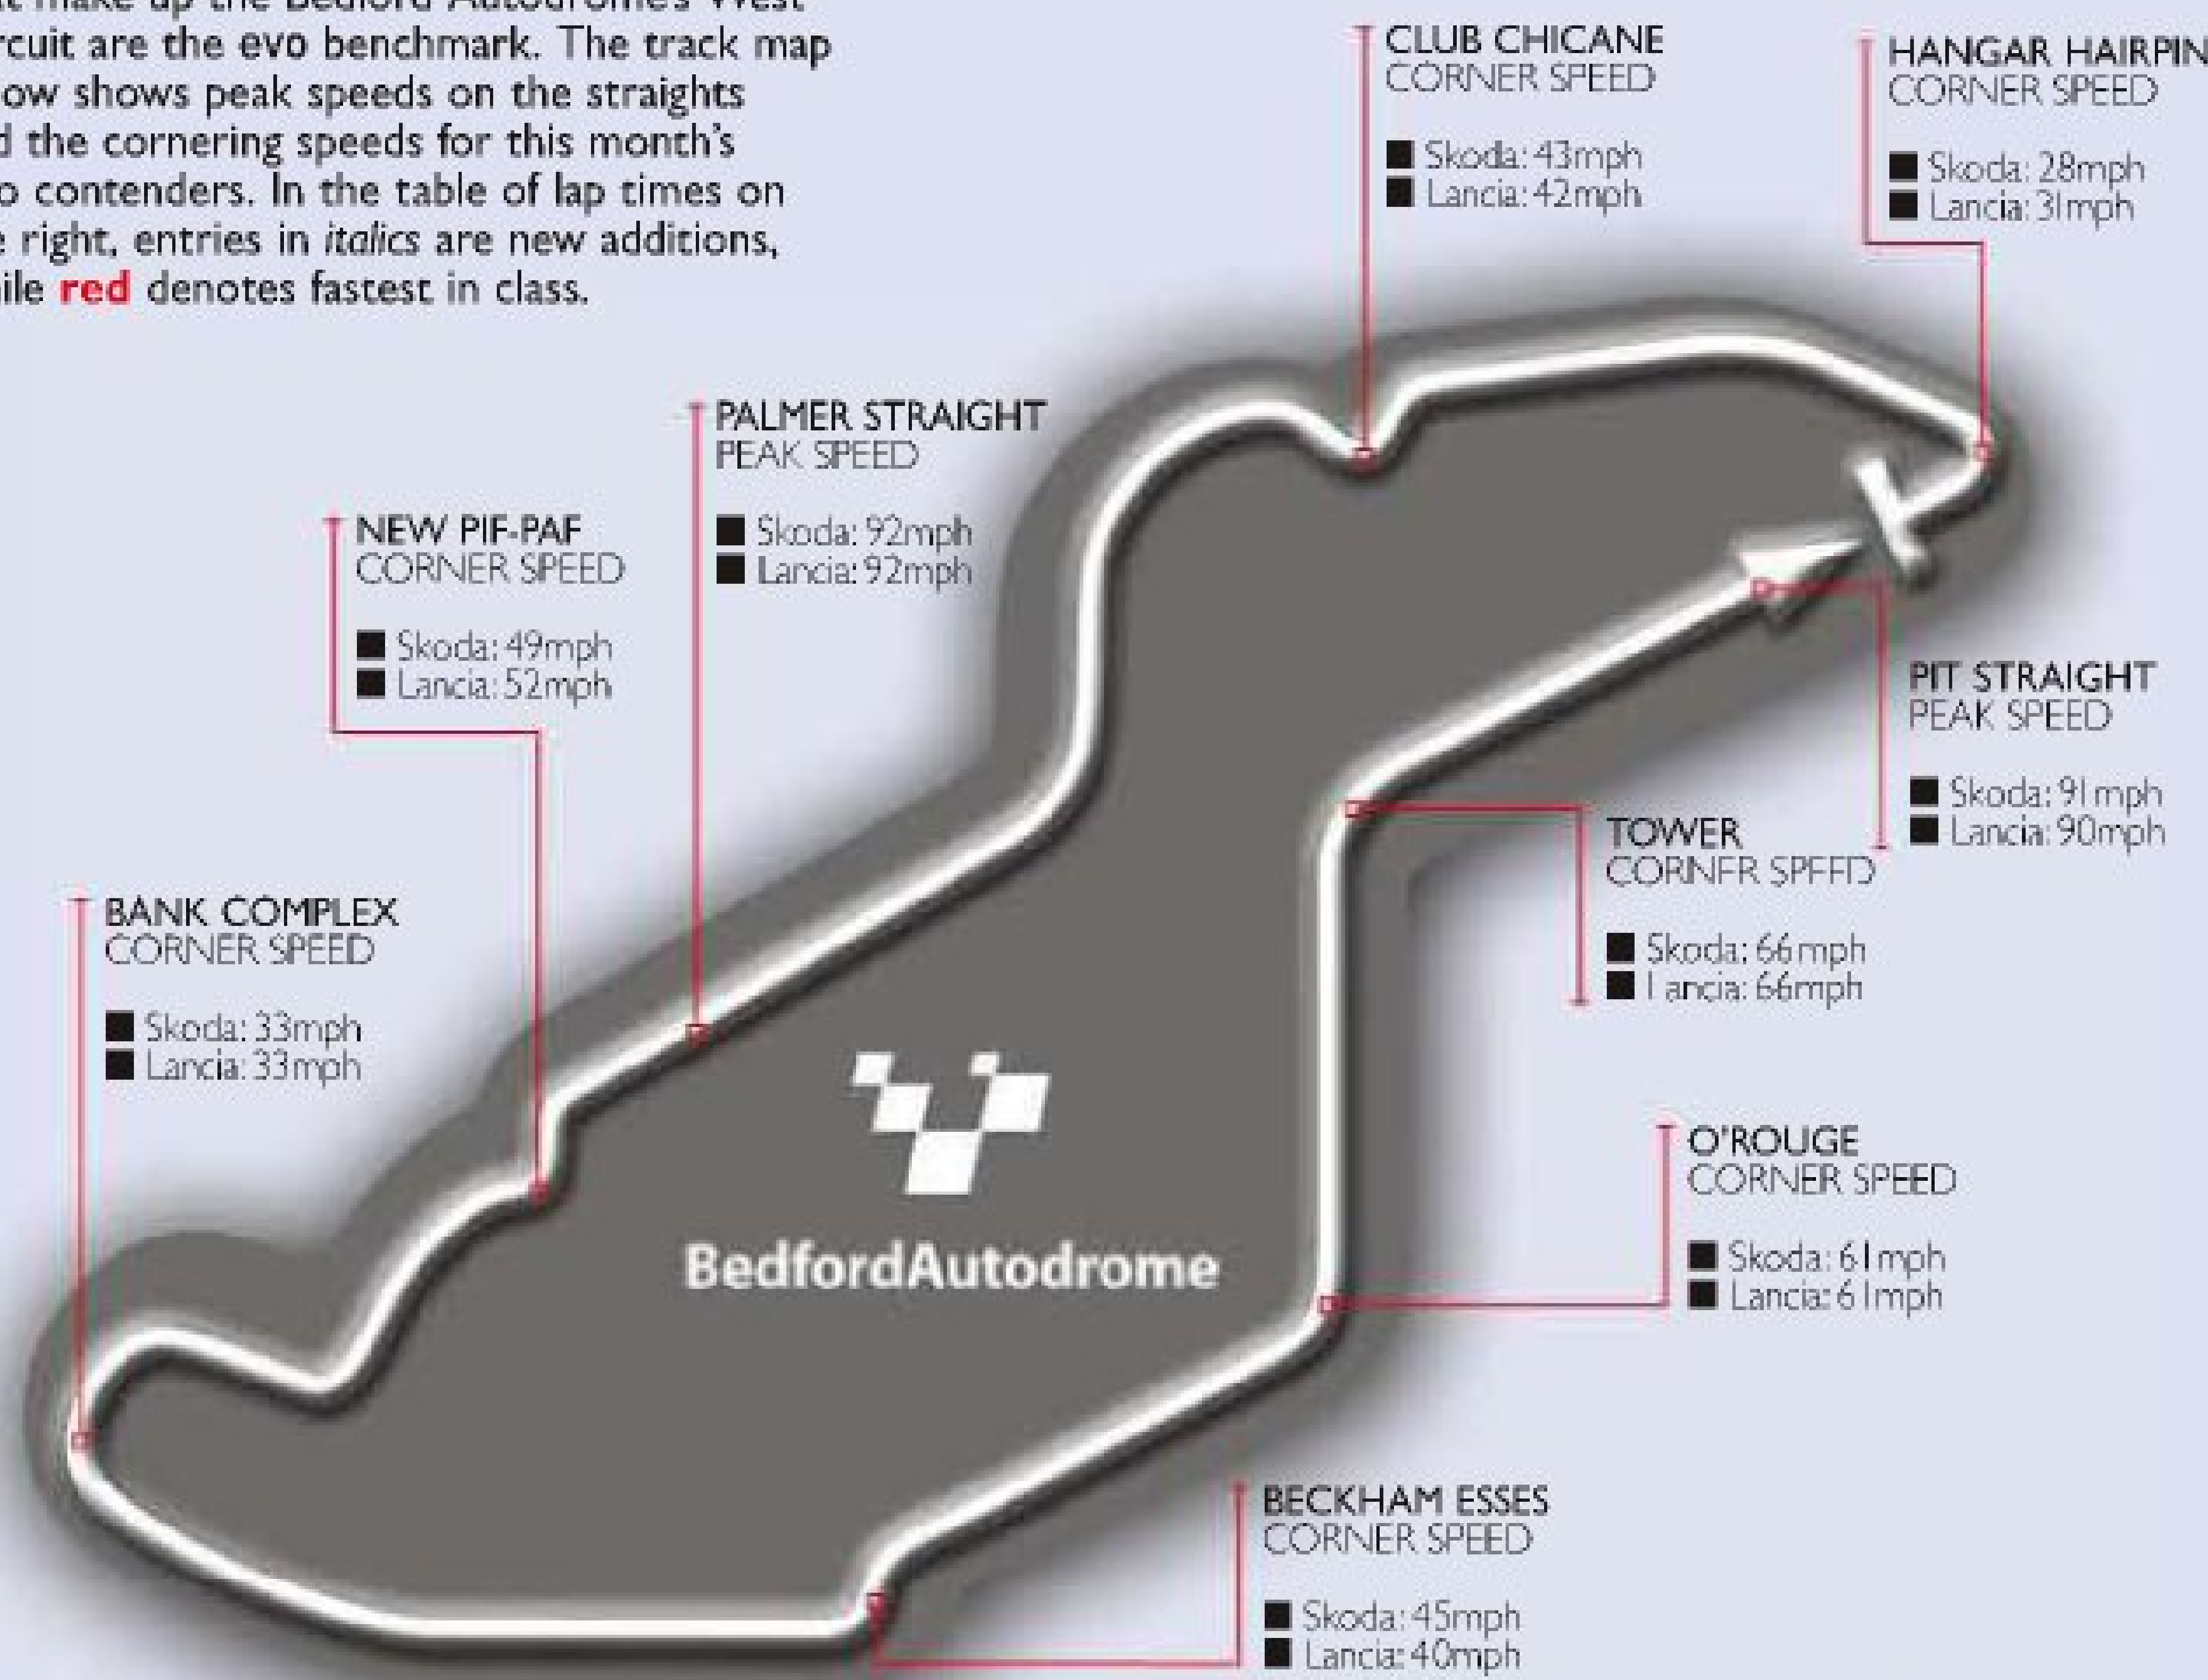 make up the Bedford Autodrome's West
rcuit are the evo benchmark. The track map
ow shows peak speeds on the straights
d the cornering speeds for this month's
o contenders. In the table of lap times on
e right, entries in italics are new additions,
ile red denotes fastest in class.
CLUB CHICANE
CORNER SPEED
Skoda: 43mph
Lancia: 42mph
HANGAR HAIRPIN
CORNER SPEED
Skoda: 28mph
Lancia: 31mph
PALMER STRAIGHT
PEAK SPEED
Skoda: 92mph
Lancia: 92mph
NEW PIF-PAF
CORNER SPEED
Skoda: 49mph
Lancia: 52mph
PIT STRAIGHT
PEAK SPEED
Skoda: 91mph
Lancia: 90mph
TOWER
CORNER SPEED
Skoda: 66mph
Lancia: 66mph
BANK COMPLEX
CORNER SPEED
Skoda: 33mph
Lancia: 33mph
O'ROUGE
CORNER SPEED
Skoda: 61mph
Lancia: 61mph
BedfordAutodrome
BECKHAM ESSES
CORNER SPEED
Skoda: 45mph
Lancia: 40mph